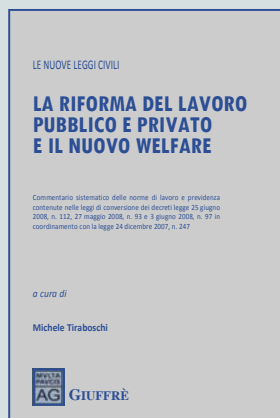 LE NUOVE LEGGI CIVILI
LA RIFORMA DEL LAVORO
PUBBLICO E PRIVATO
E IL NUOVO WELFARE
Commentario sistematico delle norme di lavoro e previdenza
contenute nelle leggi di conversione dei decreti legge 25 giugno
2008, n. 112, 27 maggio 2008, n. 93 e 3 giugno 2008, n. 97 in
coordinamento con la legge 24 dicembre 2007, n. 247
a cura di
Michele Tiraboschi
MVLTA
PAVCIS
AG GIUFFRÈ